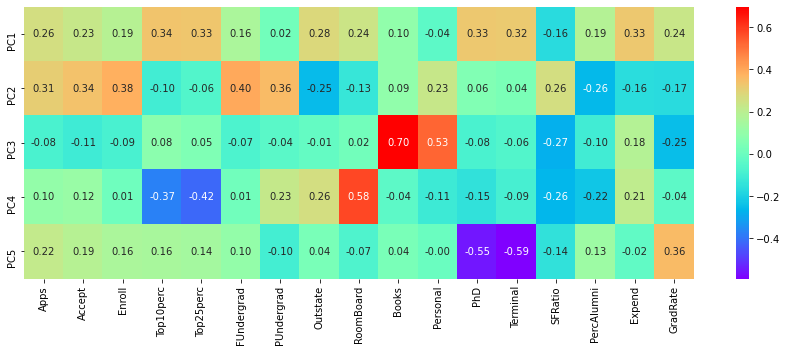 PC1 0.26 0.23 0.19 0.34 0.33 0.16 0.02 0.28 0.24 0.10 -0.04 0.33 0.32 -0.16 0.19 0.33 0.24
PC2 0.31 0.34 0.38 -0.10 -0.06 0.40 0.36 -0.25 -0.13 0.09 0.23 0.06 0.04 0.26 -0.26 -0.16 -0.17
PC3 -0.08 -0.11 -0.09 0.08 0.05 -0.07 -0.04 -0.01 0.02 0.70 0.53 -0.08 -0.06 -0.27 -0.10 0.18 -0.25
PC4 0.10 0.12 0.01 -0.37 -0.42 0.01 0.23 0.26 0.58 -0.04 -0.11 -0.15 -0.09 -0.26 -0.22 0.21 -0.04
PC5 0.22 0.19 0.16 0.16 0.14 0.10 -0.10 0.04 -0.07 0.04 -0.00 -0.55 -0.59 -0.14 0.13 -0.02 0.36
Apps Accept Enroll Top10perc Top25perc FUndergrad PUndergrad Outstate RoomBoard Books Personal PhD Terminal SFRatio PercAlumni Expend GradRate
0.6
0.4
0.2
0.0
−0.2
−0.4